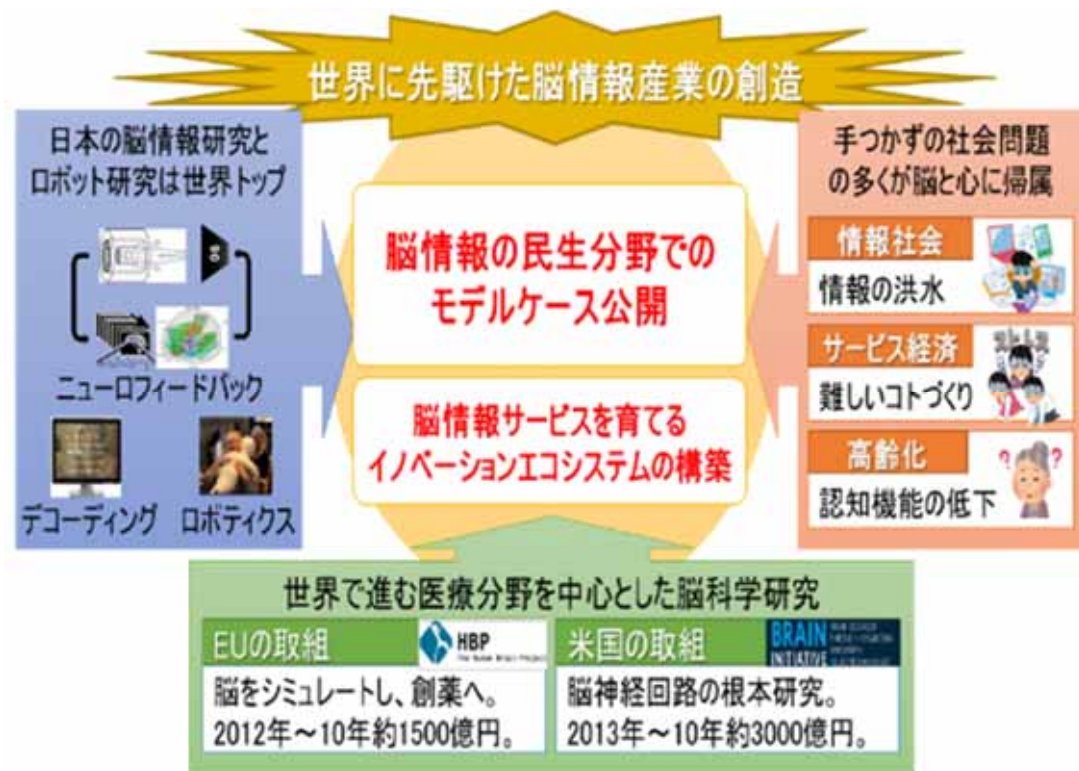 世界に先駆けた脳情報産業の創造
日本の脳情報研究と
ロボット研究は世界トップ
ニューロフィードバック
デコーディング
ロボティクス
脳情報の民生分野での
モデルケース公開
脳情報サービスを育てる
イノベーションエコシステムの構築
手つかずの社会問題
の多くが脳と心に帰属
情報社会
情報の洪水
サービス経済
ストレス
難しいコトづくり
高齢化
? ?
認知機能の低下
世界で進む医療分野を中心とした脳科学研究
EUの取組
HBP
The Human Brain Project
脳をシミュレートし、創薬へ。
2012年～10年約1500億円。
米国の取組
BRAIN
INITIATIVE
脳神経回路の根本研究。
2013年～10年約3000億円。